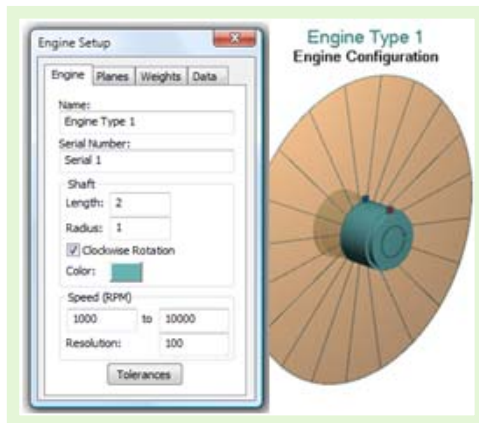 Engine Setup
Engine Planes Weights Data
Name:
Engine Type 1
Serial Number:
Serial 1
Shaft
Length: 2
Radius: 1
Clockwise Rotation
Color:
Speed (RPM)
1000 to 10000
Resolution: 100
Tolerances
Engine Type 1
Engine Configuration